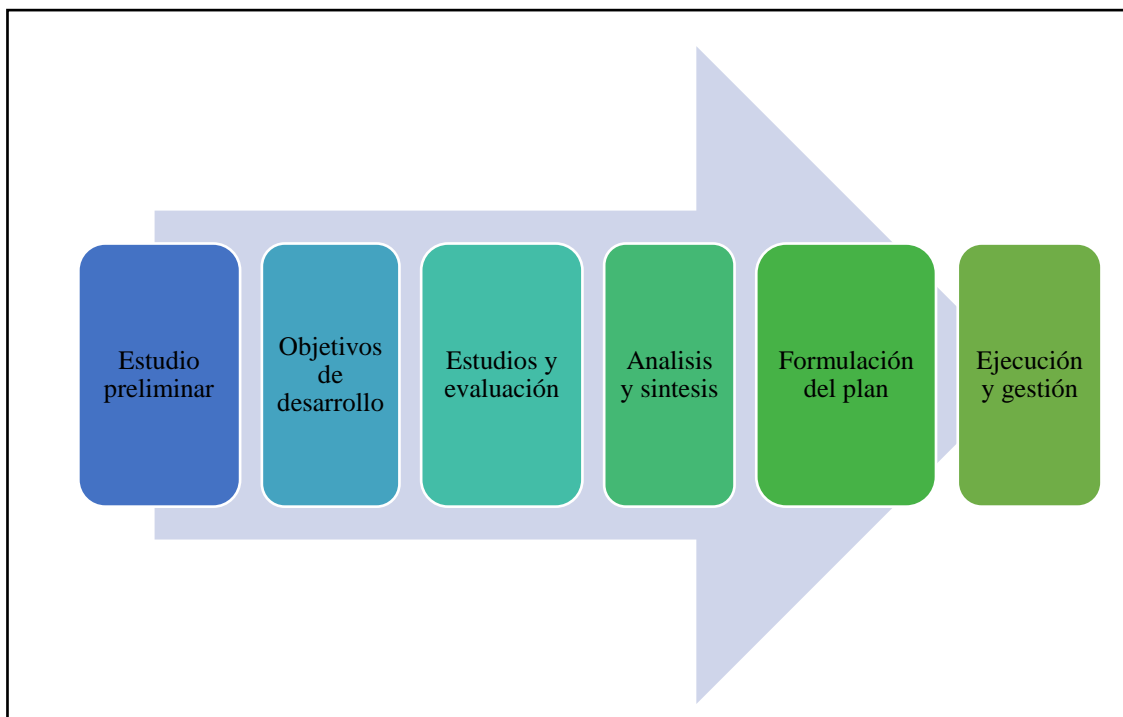 Estudio
preliminar
Objetivos
de
desarrollo
Estudios y
evaluación
Analisis
y sintesis
Formulación
del plan
Ejecución
y gestión